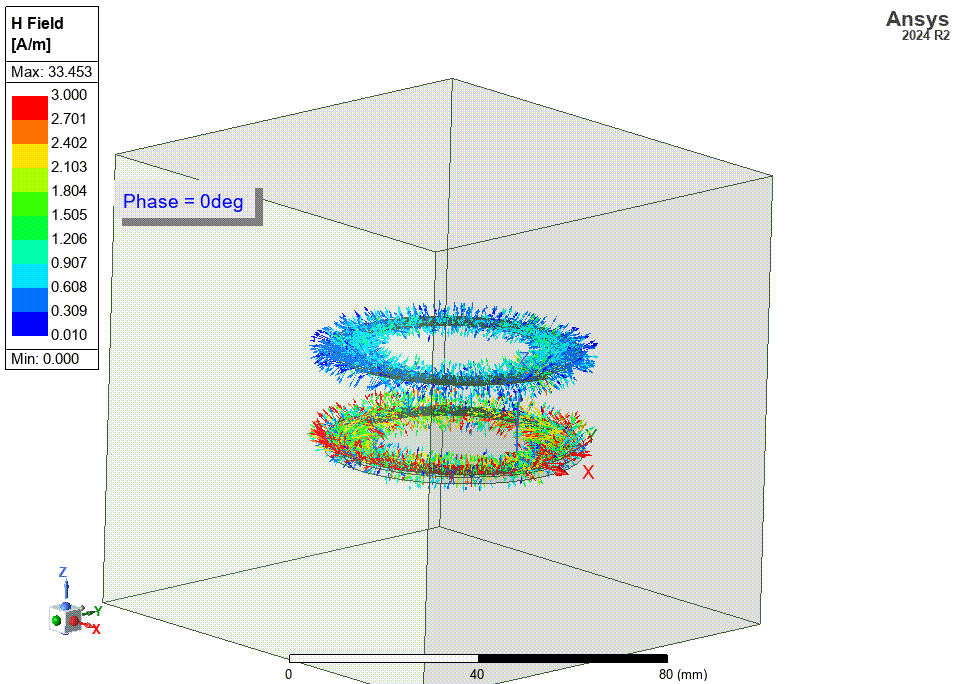 H Field
[A/m]
Max: 33.453
3.000
2.701
2.402
2.103
1.804
1.505
1.206
0.907
0.608
0.309
0.010
Min: 0.000
Ansys
2024 R2
Phase = 0deg
Z
Y
X
Z
Y
X
0
40
80 (mm)